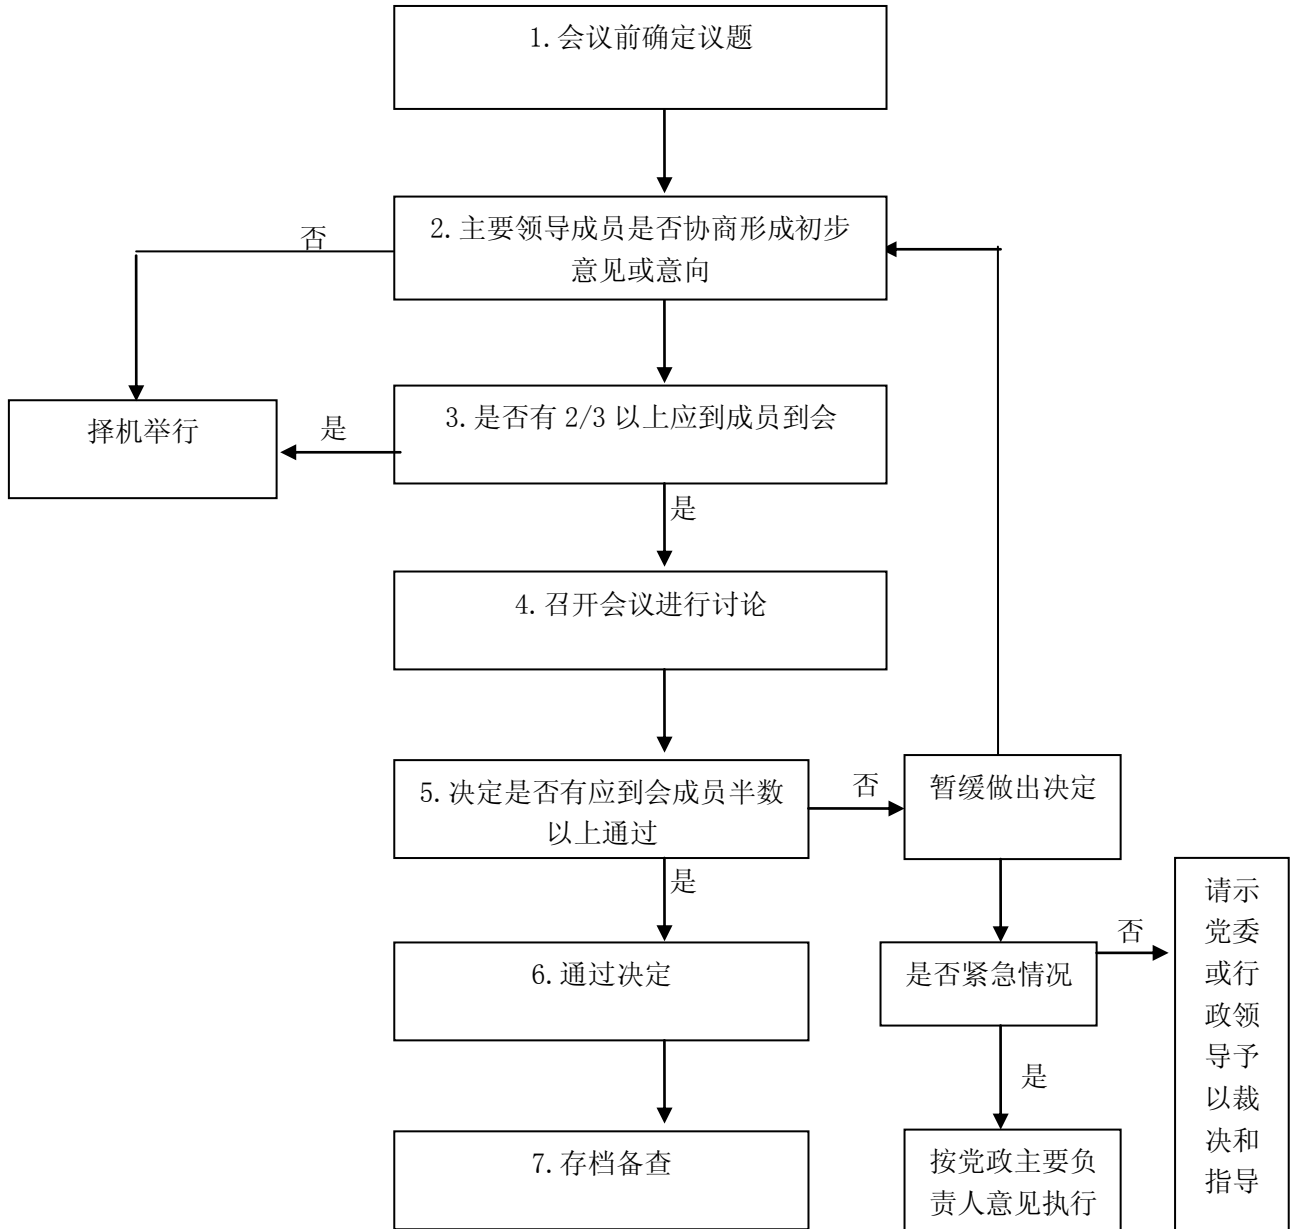 1.会议前确定议题
2.主要领导成员是否协商形成初步
意见或意向
否
3.是否有 2/3 以上应到成员到会
择机举行
是
是
4.召开会议进行讨论
5.决定是否有应到会成员半数
以上通过
否
暂缓做出决定
是
6.通过决定
是否紧急情况
否
请示
党委
或行
政领
导予
以裁
决和
指导
是
7.存档备查
按党政主要负
责人意见执行